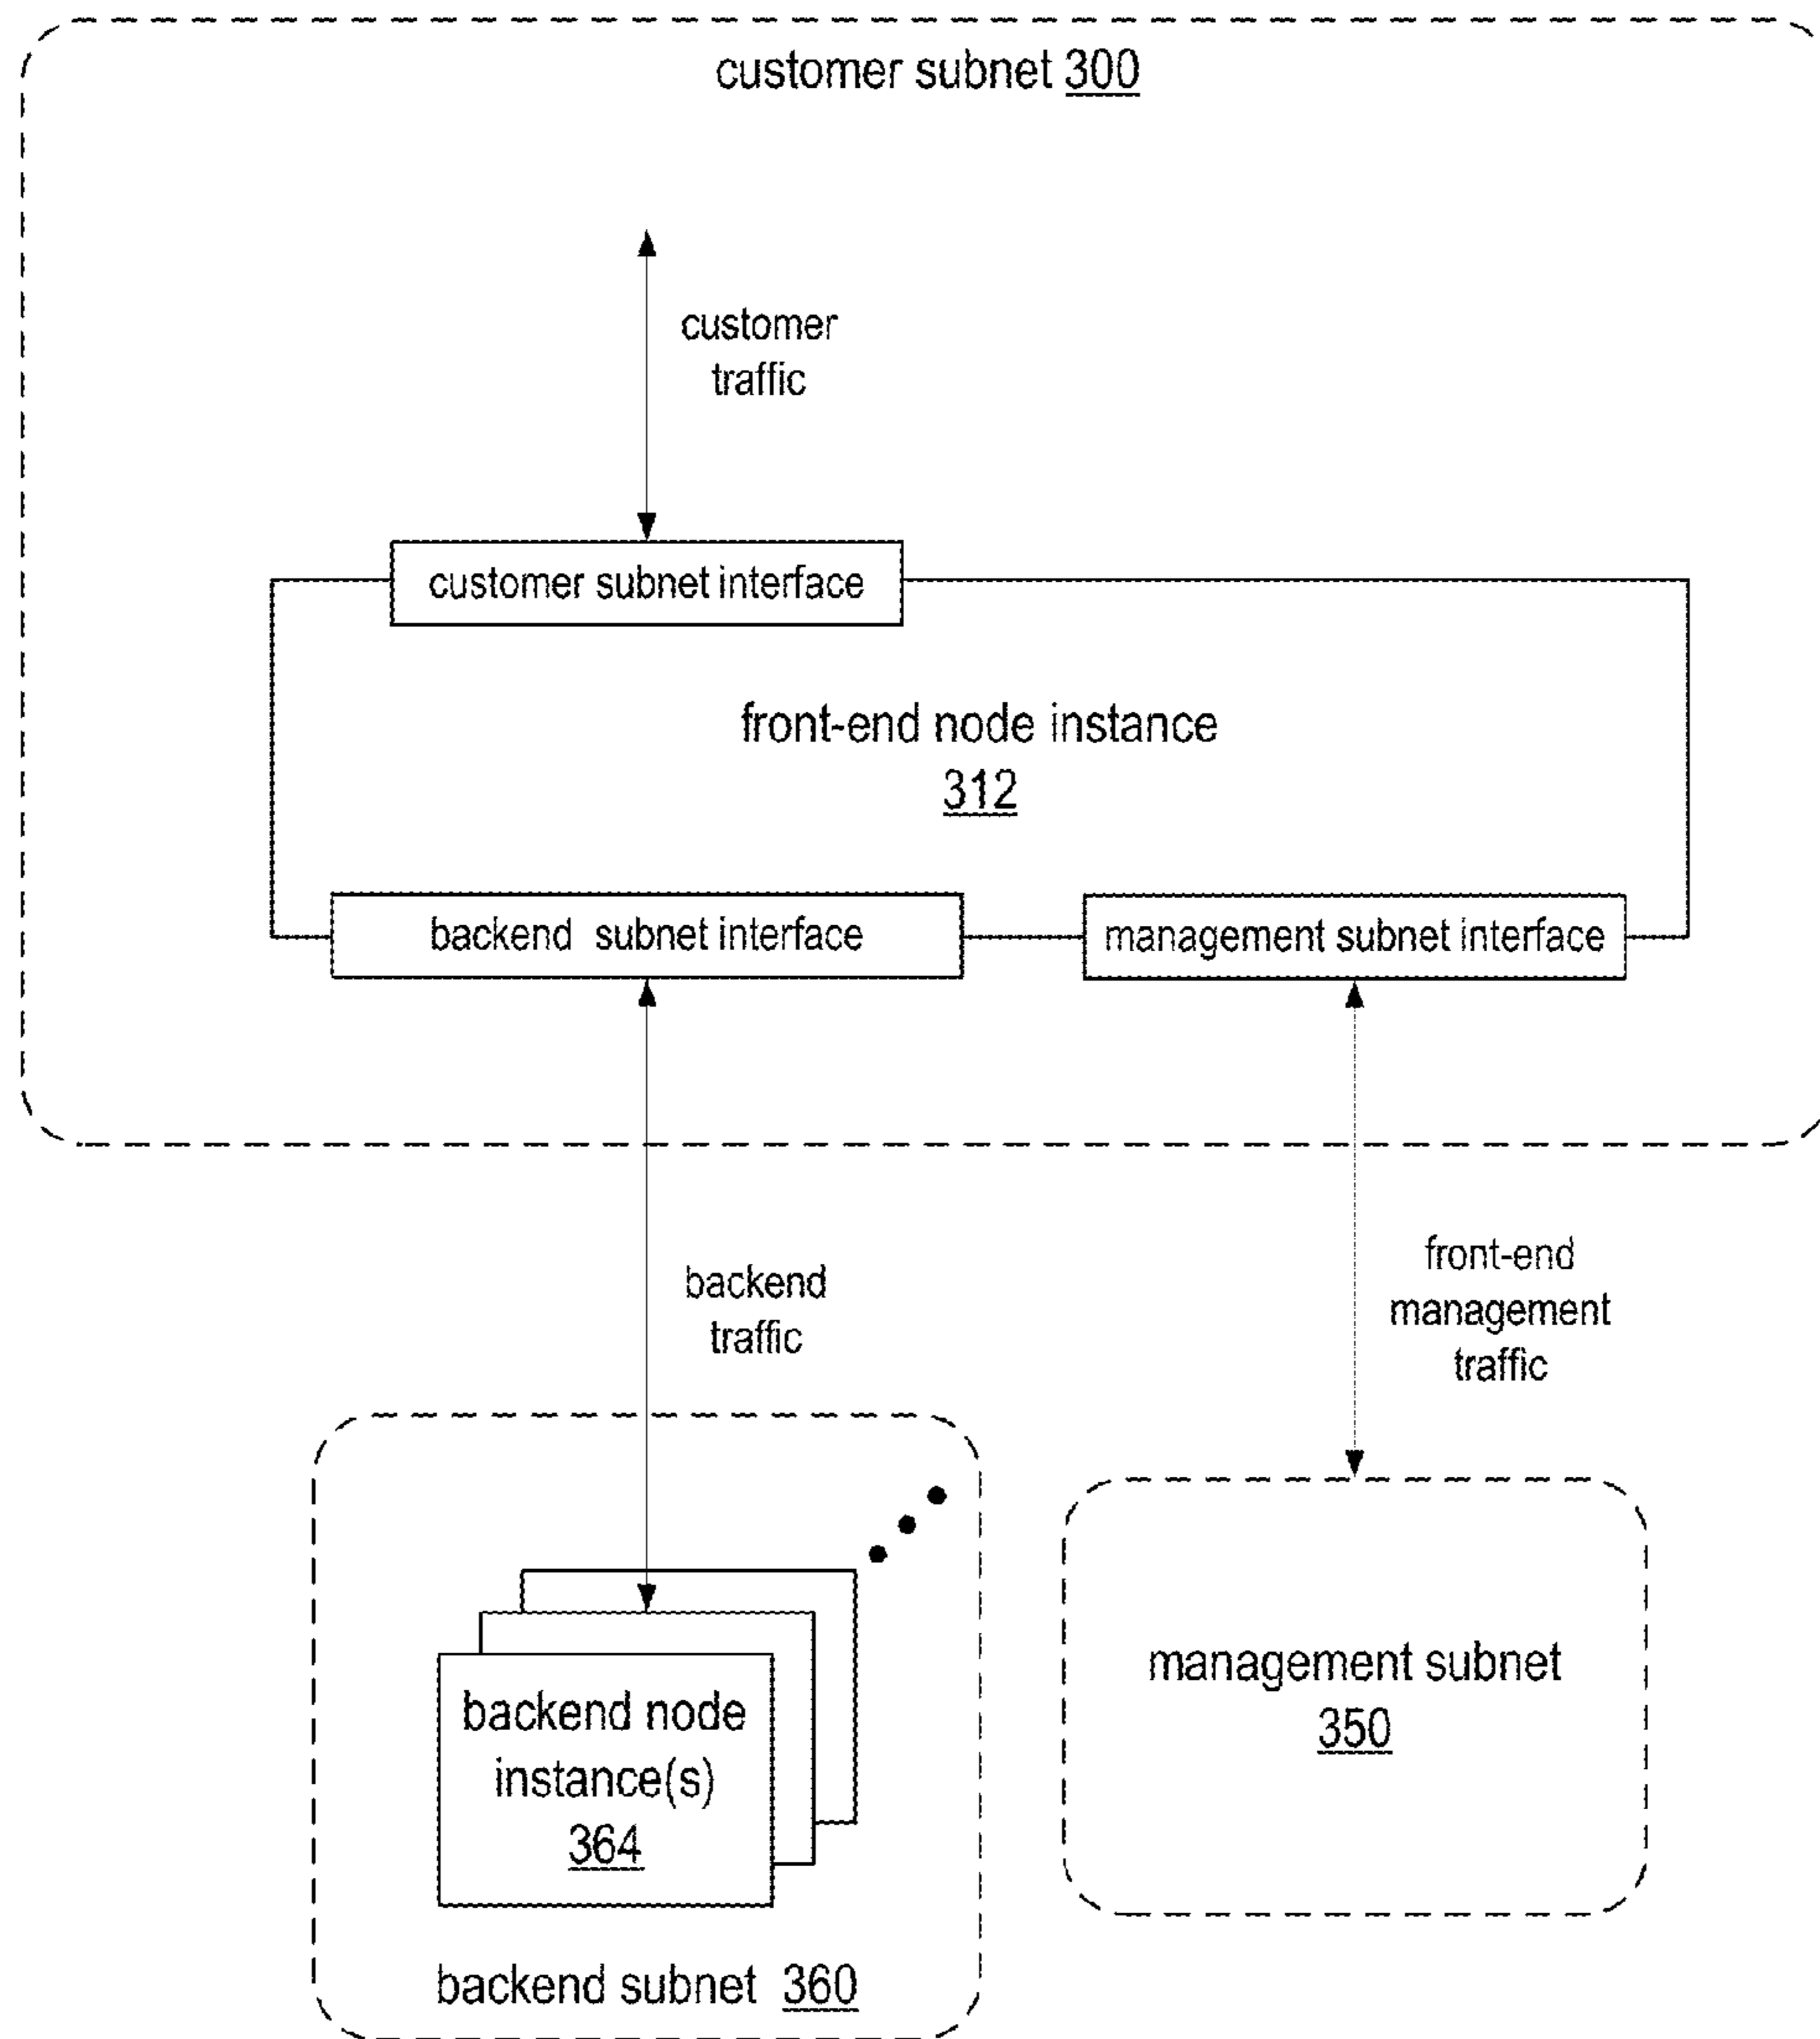 customer subnet 300
customer
traffic
customer subnet interface
front-end node instance
312
backend subnet interface
management subnet interface
backend
traffic
front-end
management
traffic
backend node
instance(s)
364
backend subnet 360
management subnet
350